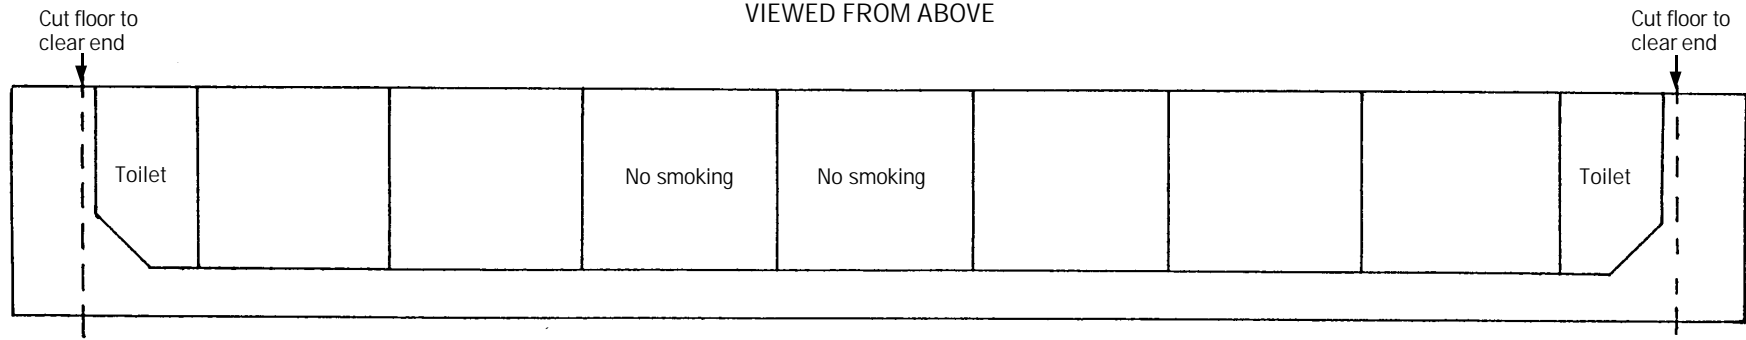 VIEWED FROM ABOVE
Cut floor to
clear end
Cut floor to
clear end
Toilet
No smoking
No smoking
Toilet